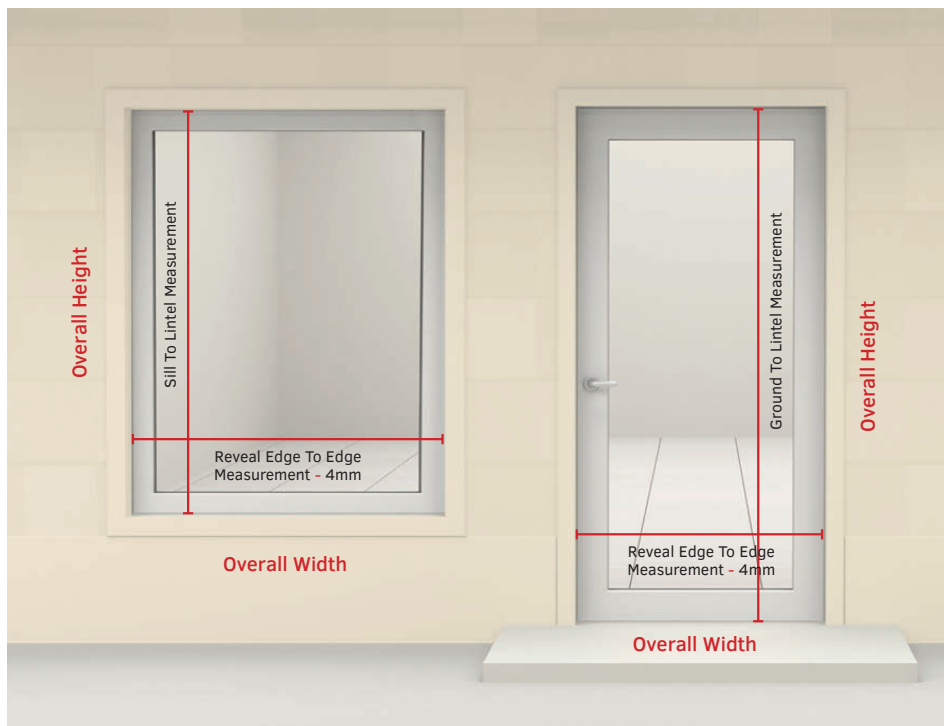 Overall Height
Sill To Lintel Measurement
Reveal Edge To Edge
Measurement - 4mm
Overall Width
Ground To Lintel Measurement
Overall Height
Reveal Edge To Edge
Measurement - 4mm
Overall Width